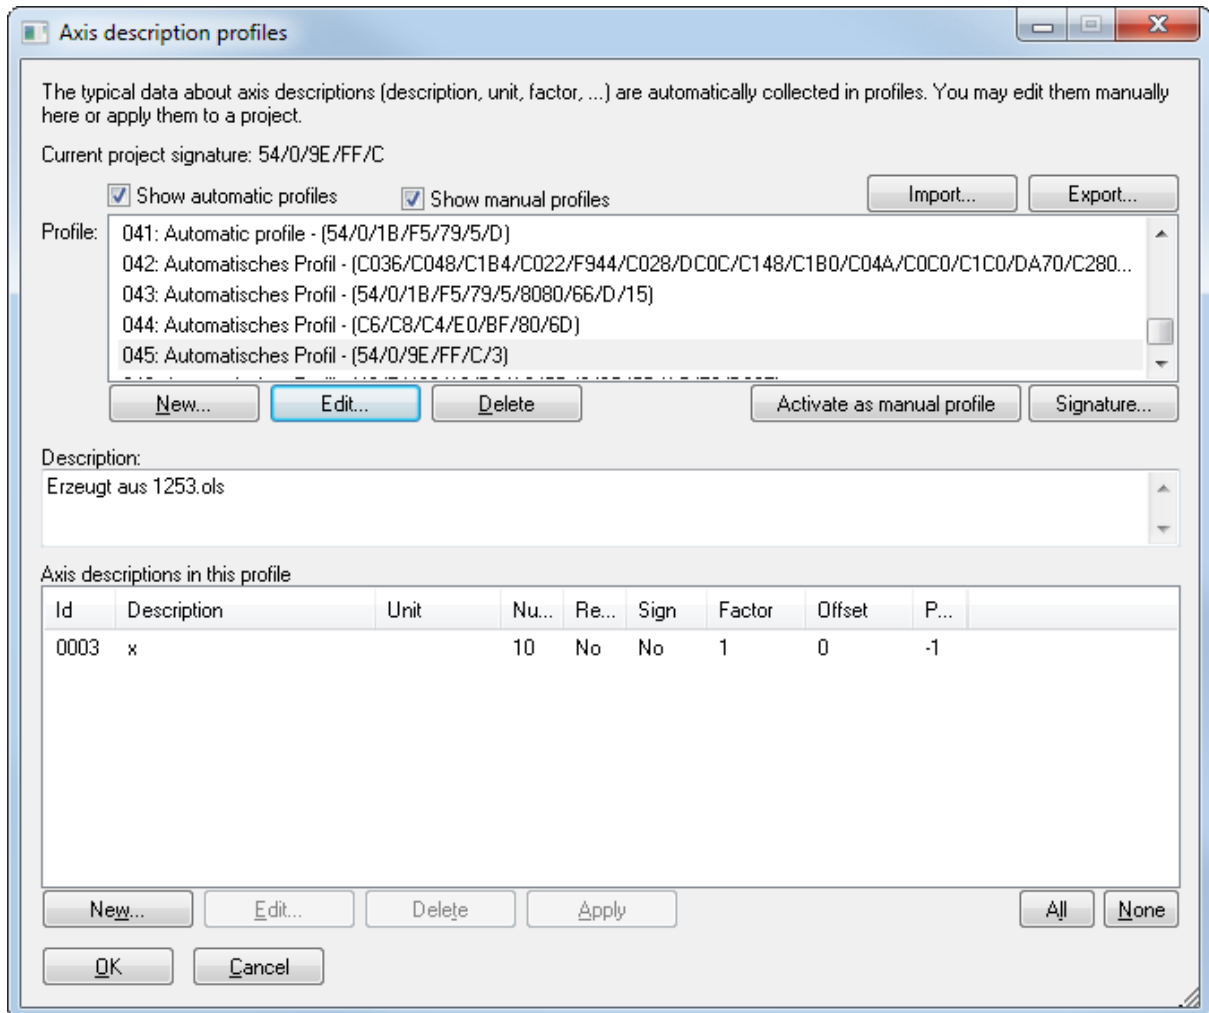 Axis description profiles
The typical data about axis descriptions (description, unit, factor, ...) are automatically collected in profiles. You may edit them manually
here or apply them to a project.
Current project signature: 54/0/9E/FF/C
Show automatic profiles Show manual profiles Import... Export...
Profile: 041: Automatic profile - (54/0/1B/F5/79/5/D)
042: Automatisches Profil - (C036/C048/C1B4/C022/F944/C028/DC0C/C148/C1B0/C04A/C0C0/C1C0/DA70/C280...
043: Automatisches Profil - (54/0/1B/F5/79/5/8080/66/D/15)
044: Automatisches Profil - (C6/C8/C4/E0/BF/80/6D)
045: Automatisches Profil - (54/0/9E/FF/C/3)
New... Edit... Delete Activate as manual profile Signature...
Description:
Erzeugt aus 1253.ols
Axis descriptions in this profile
Id Description Unit Nu... Re... Sign Factor Offset P...
0003 x 10 No No 1 0 -1
New... Edit... Delete Apply All None
OK Cancel